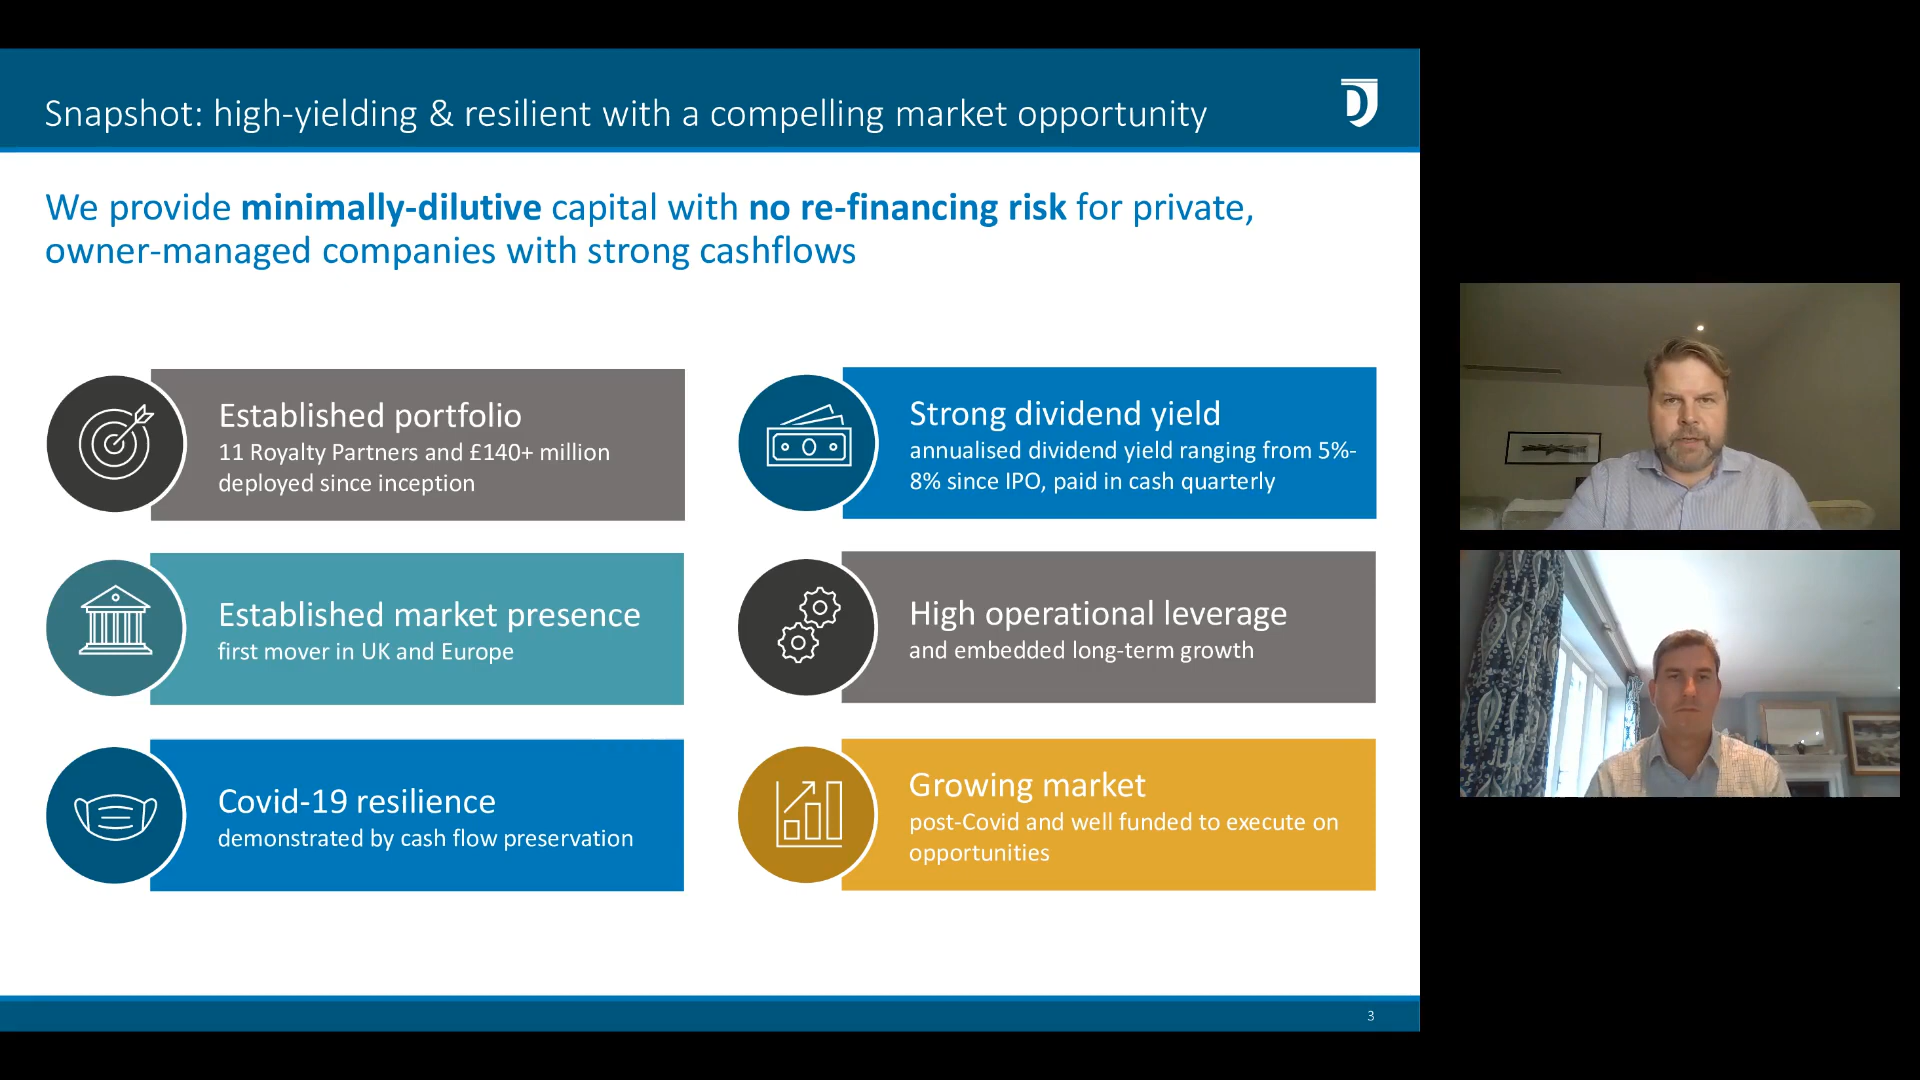 Snapshot: high-yielding & resilient with a compelling market opportunity
We provide minimally-dilutive capital with no re-financing risk for private,
owner-managed companies with strong cashflows
Established portfolio
11 Royalty Partners and £140+ million
deployed since inception
Strong dividend yield
annualised dividend yield ranging from 5%-
8% since IPO, paid in cash quarterly
Established market presence
first mover in UK and Europe
High operational leverage
and embedded long-term growth
Covid-19 resilience
demonstrated by cash flow preservation
Growing market
post-Covid and well funded to execute on
opportunities
3